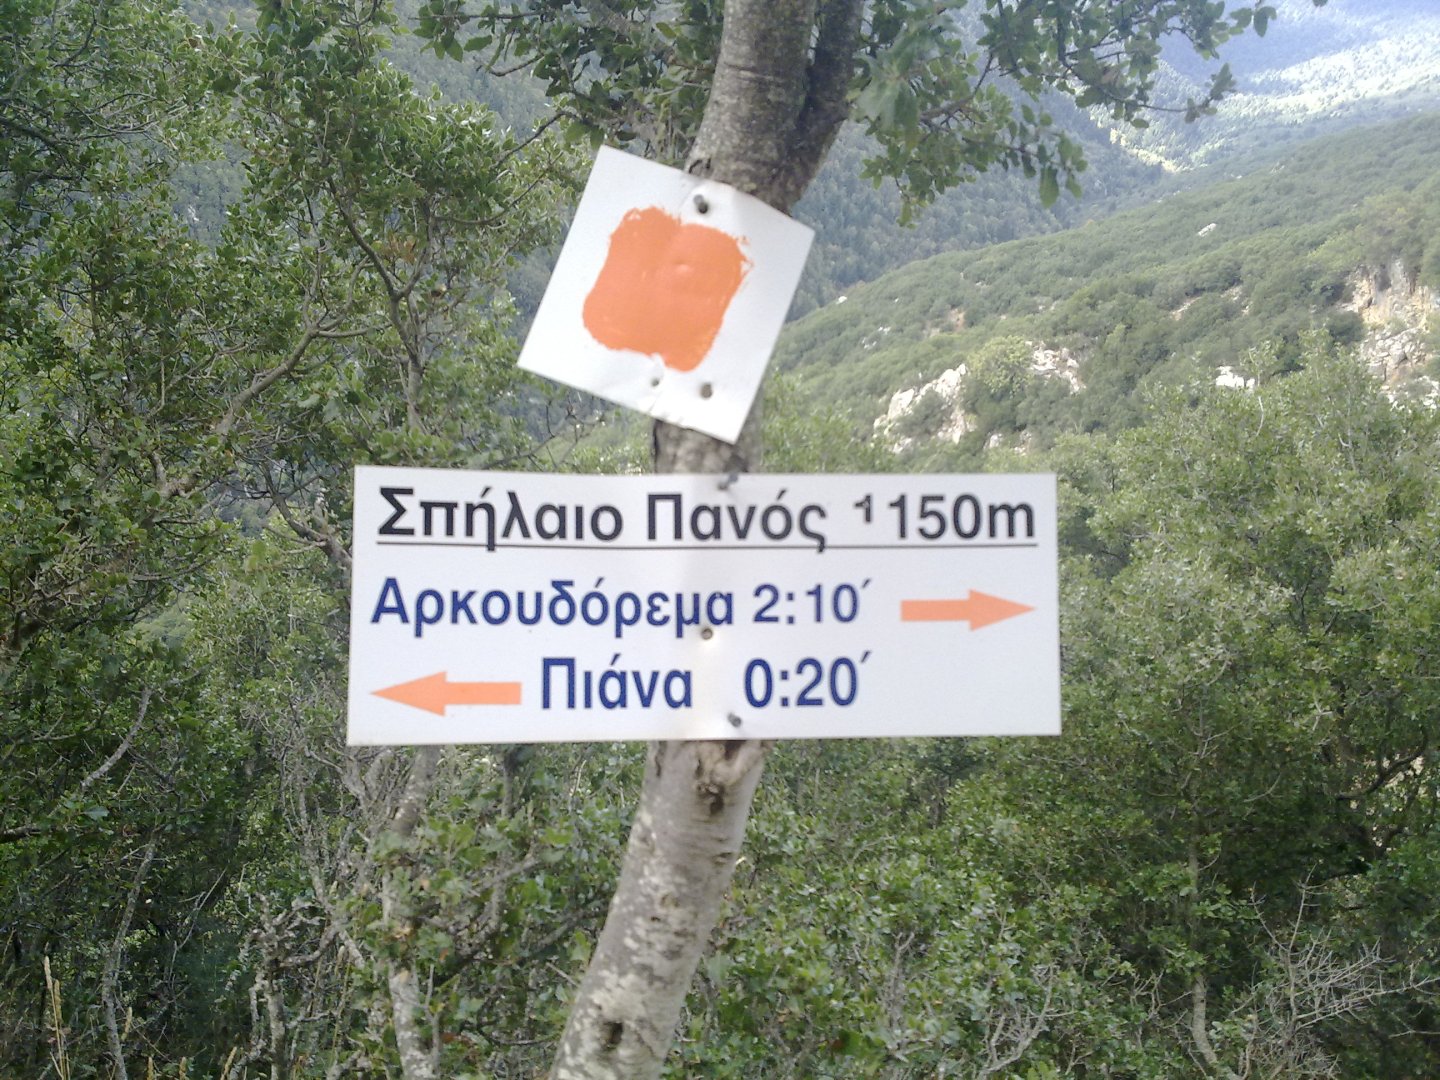 Σπήλαιο Πανός 1150m
Αρκουδόρεμα 2:10΄
Πιάνα 0:20΄